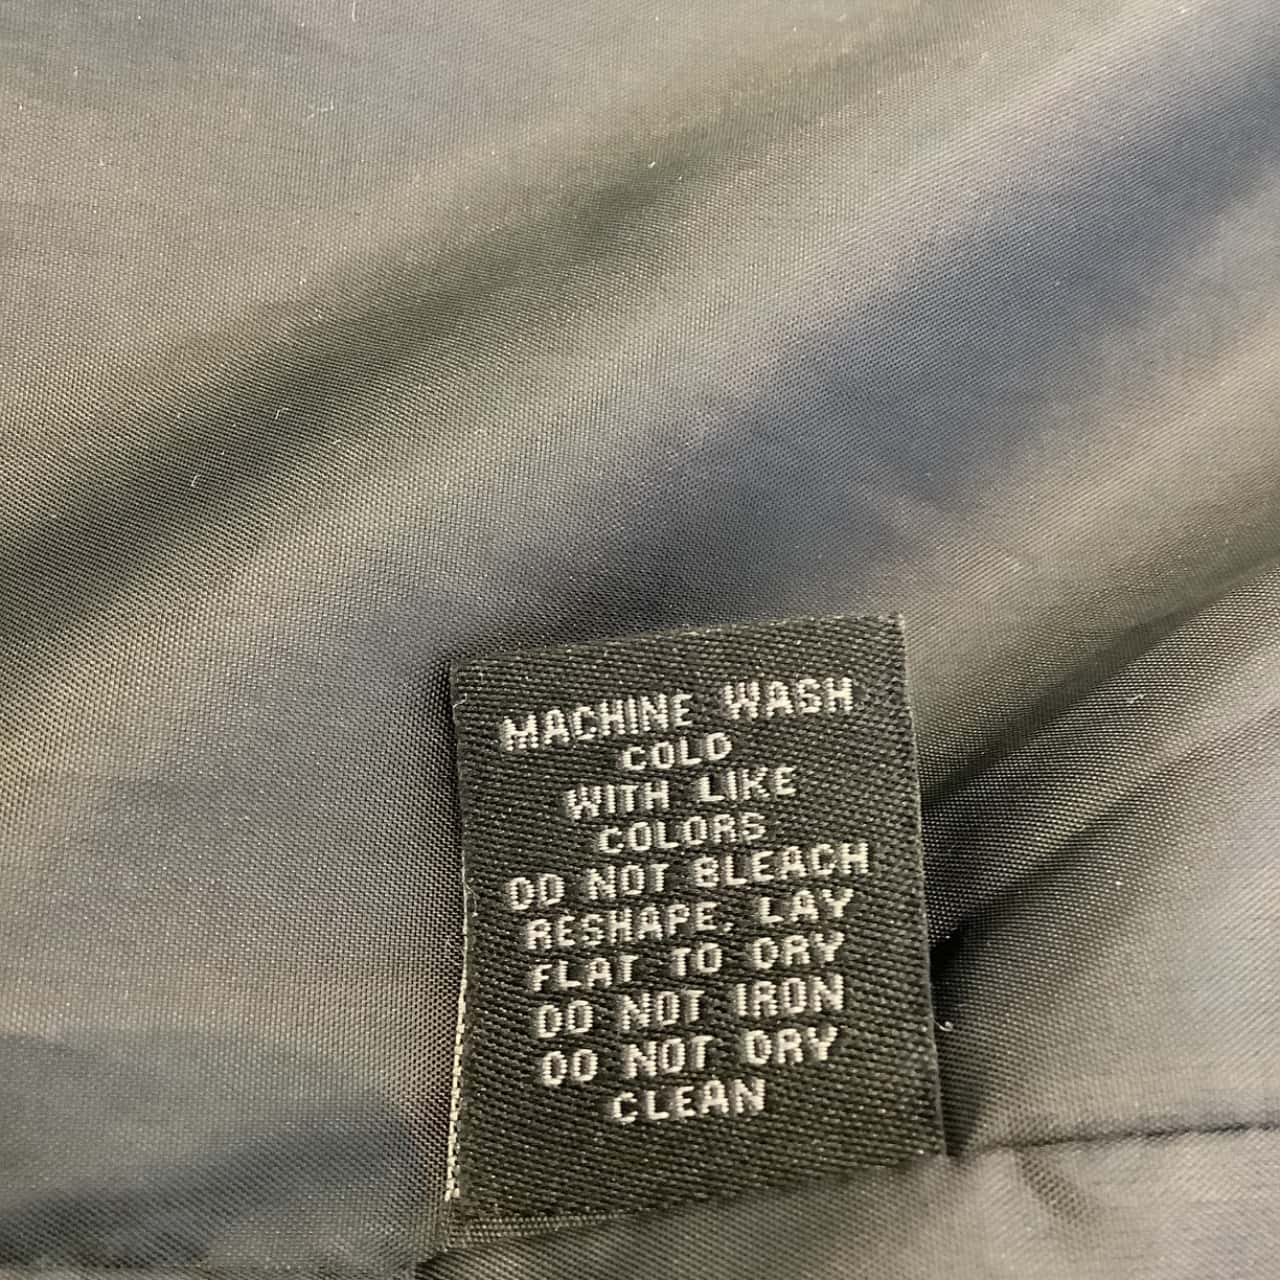 MACHINE WASH
COLD
WITH LIKE
COLORS
DO NOT BLEACH
RESHAPE, LAY
FLAT TO DRY
DO NOT IRON
DO NOT DRY
CLEAN